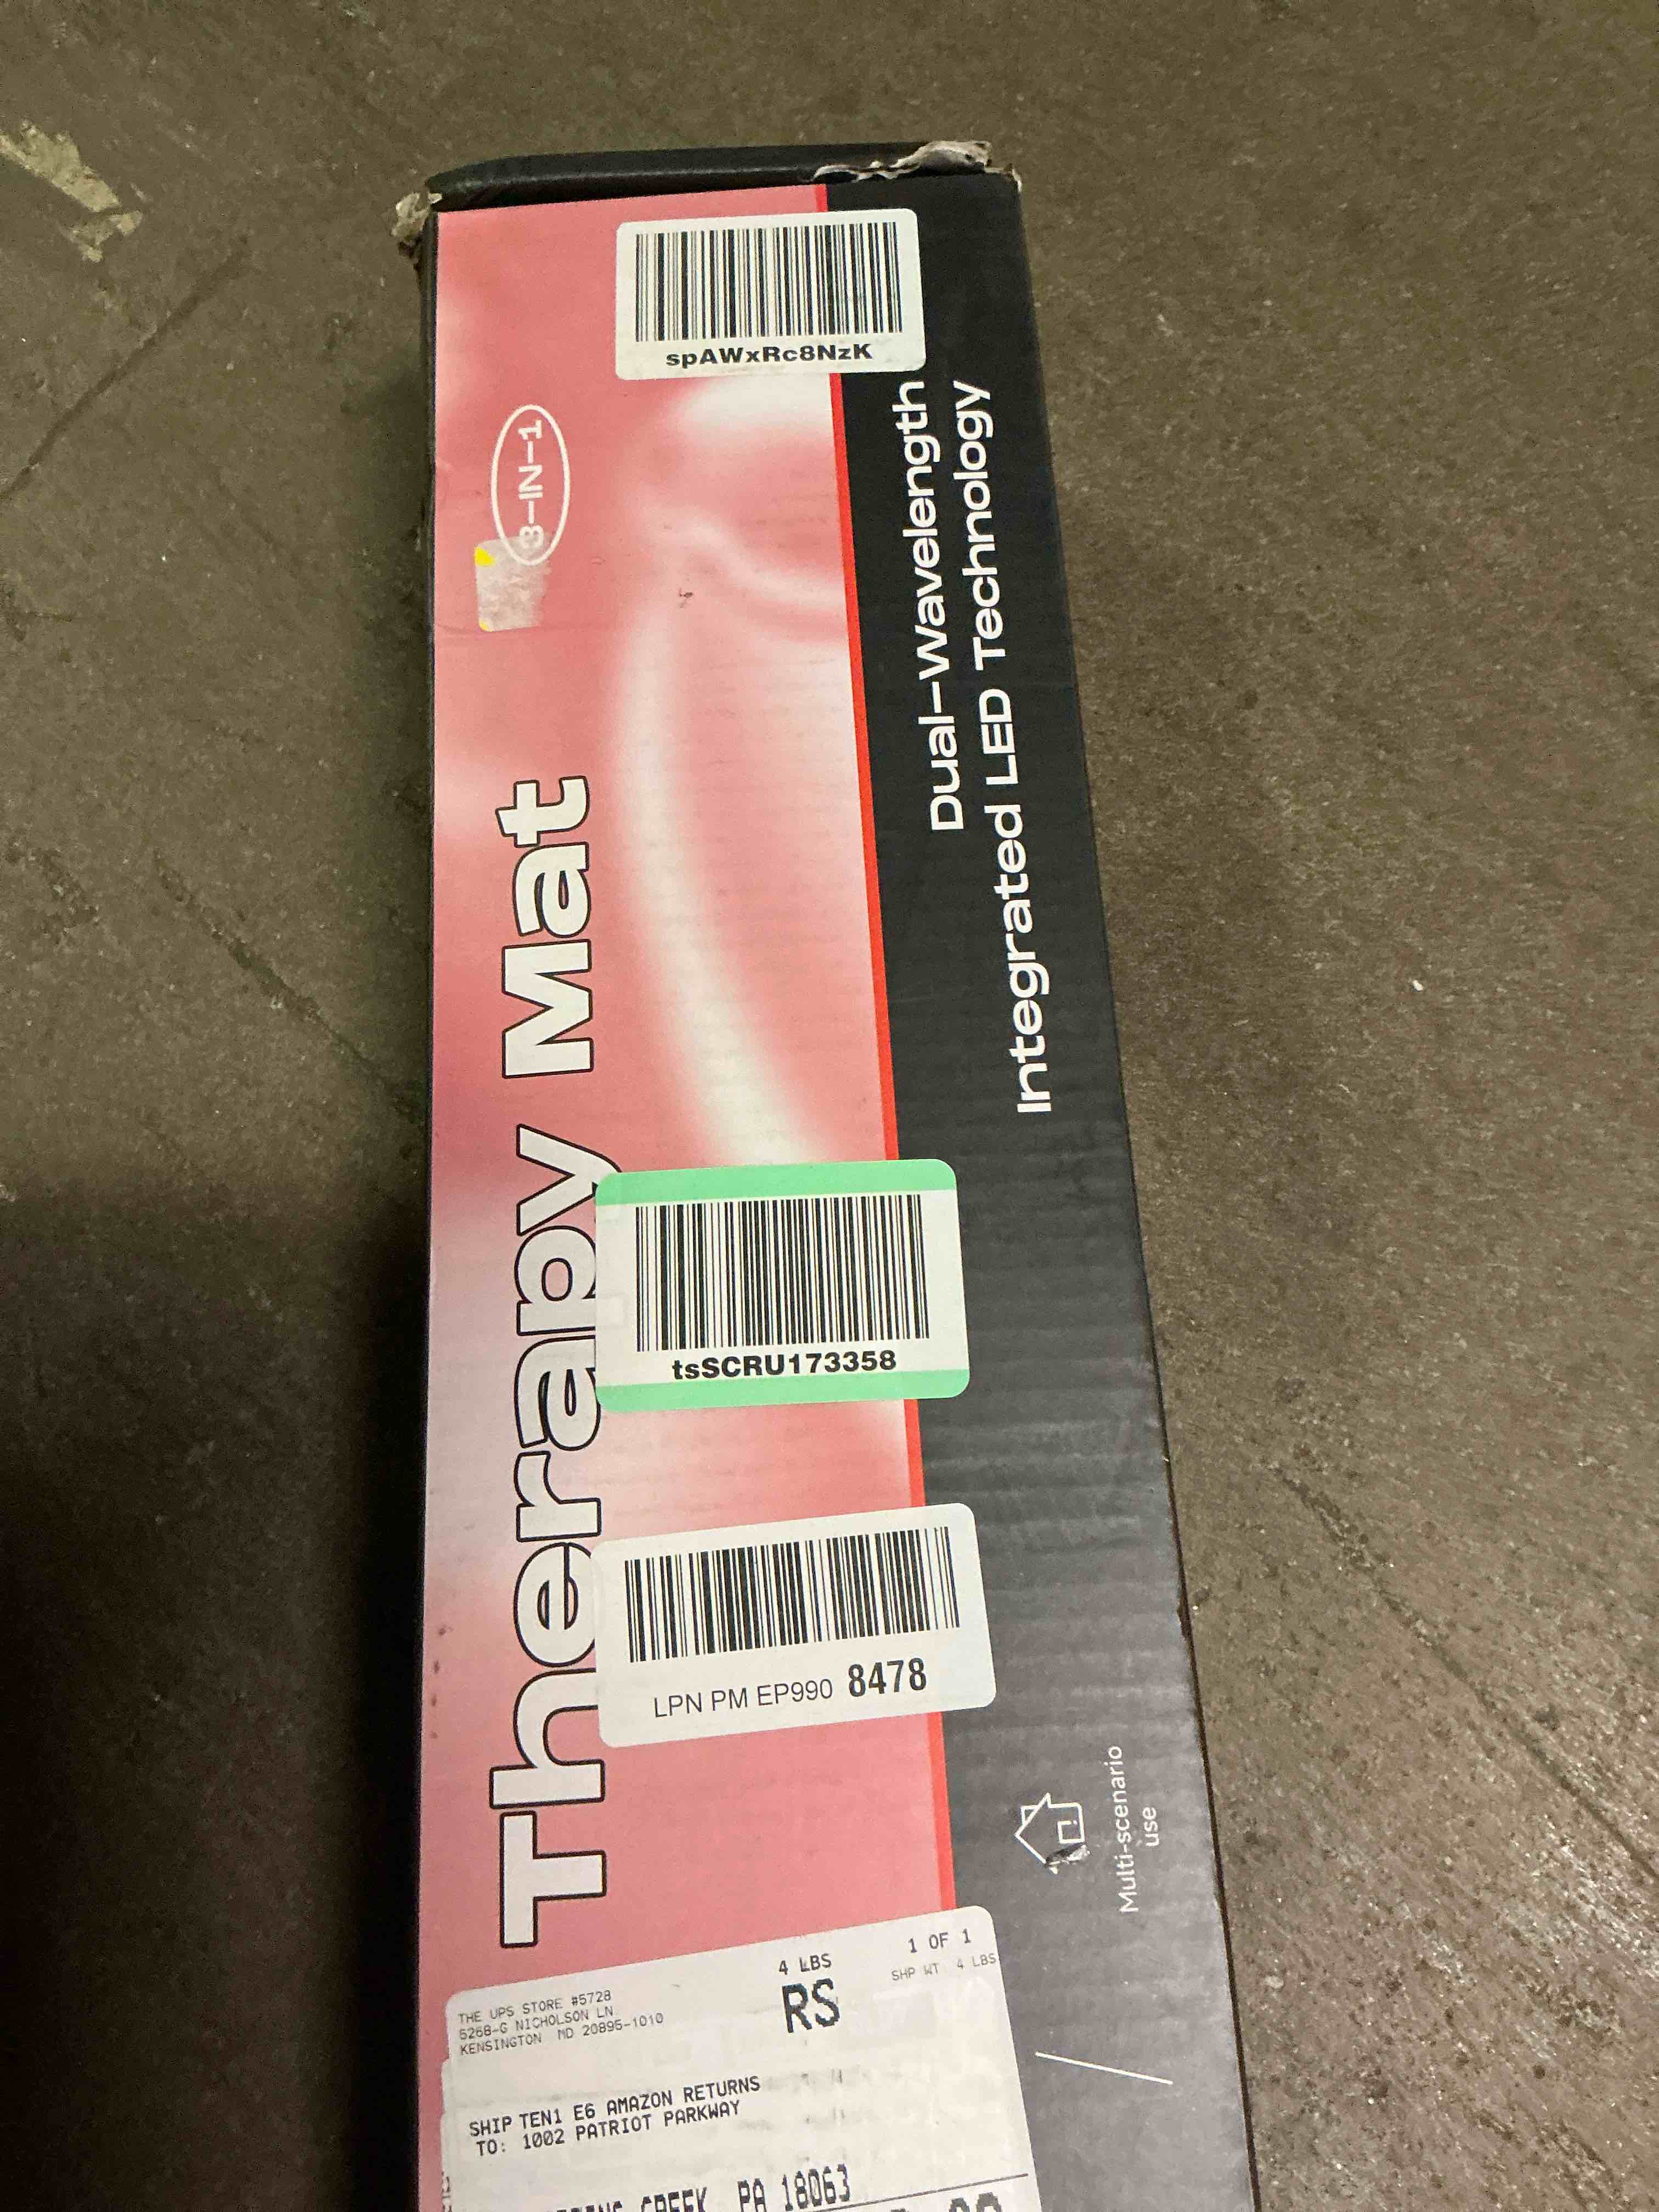 spAWxRc8NzK
3-IN-1
Dual-Wavelength
Integrated LED Technology
Therapy Mat
tsSCRU173358
LPN PM EP990 8478
Multi-scenario
use
4 LBS
1 OF 1
RS
SHP WT 4 LBS
THE UPS STORE #5728
5268-G NICHOLSON LN
KENSINGTON MD 20895-1010
SHIP TEN1 E6 AMAZON RETURNS
TO: 1002 PATRIOT PARKWAY
CREEK PA 18063